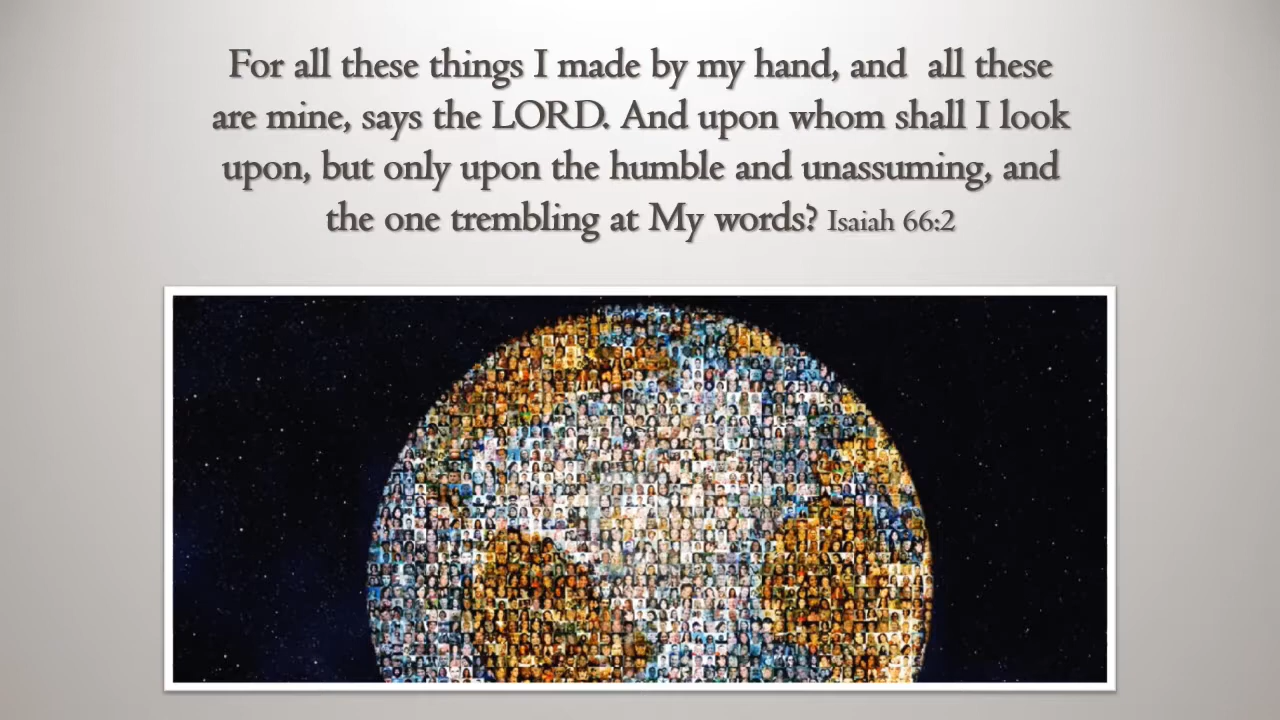 For all these things I made by my hand, and  all these
are mine, says the LORD. And upon whom shall I look
upon, but only upon the humble and unassuming, and
the one trembling at My words? Isaiah 66:2